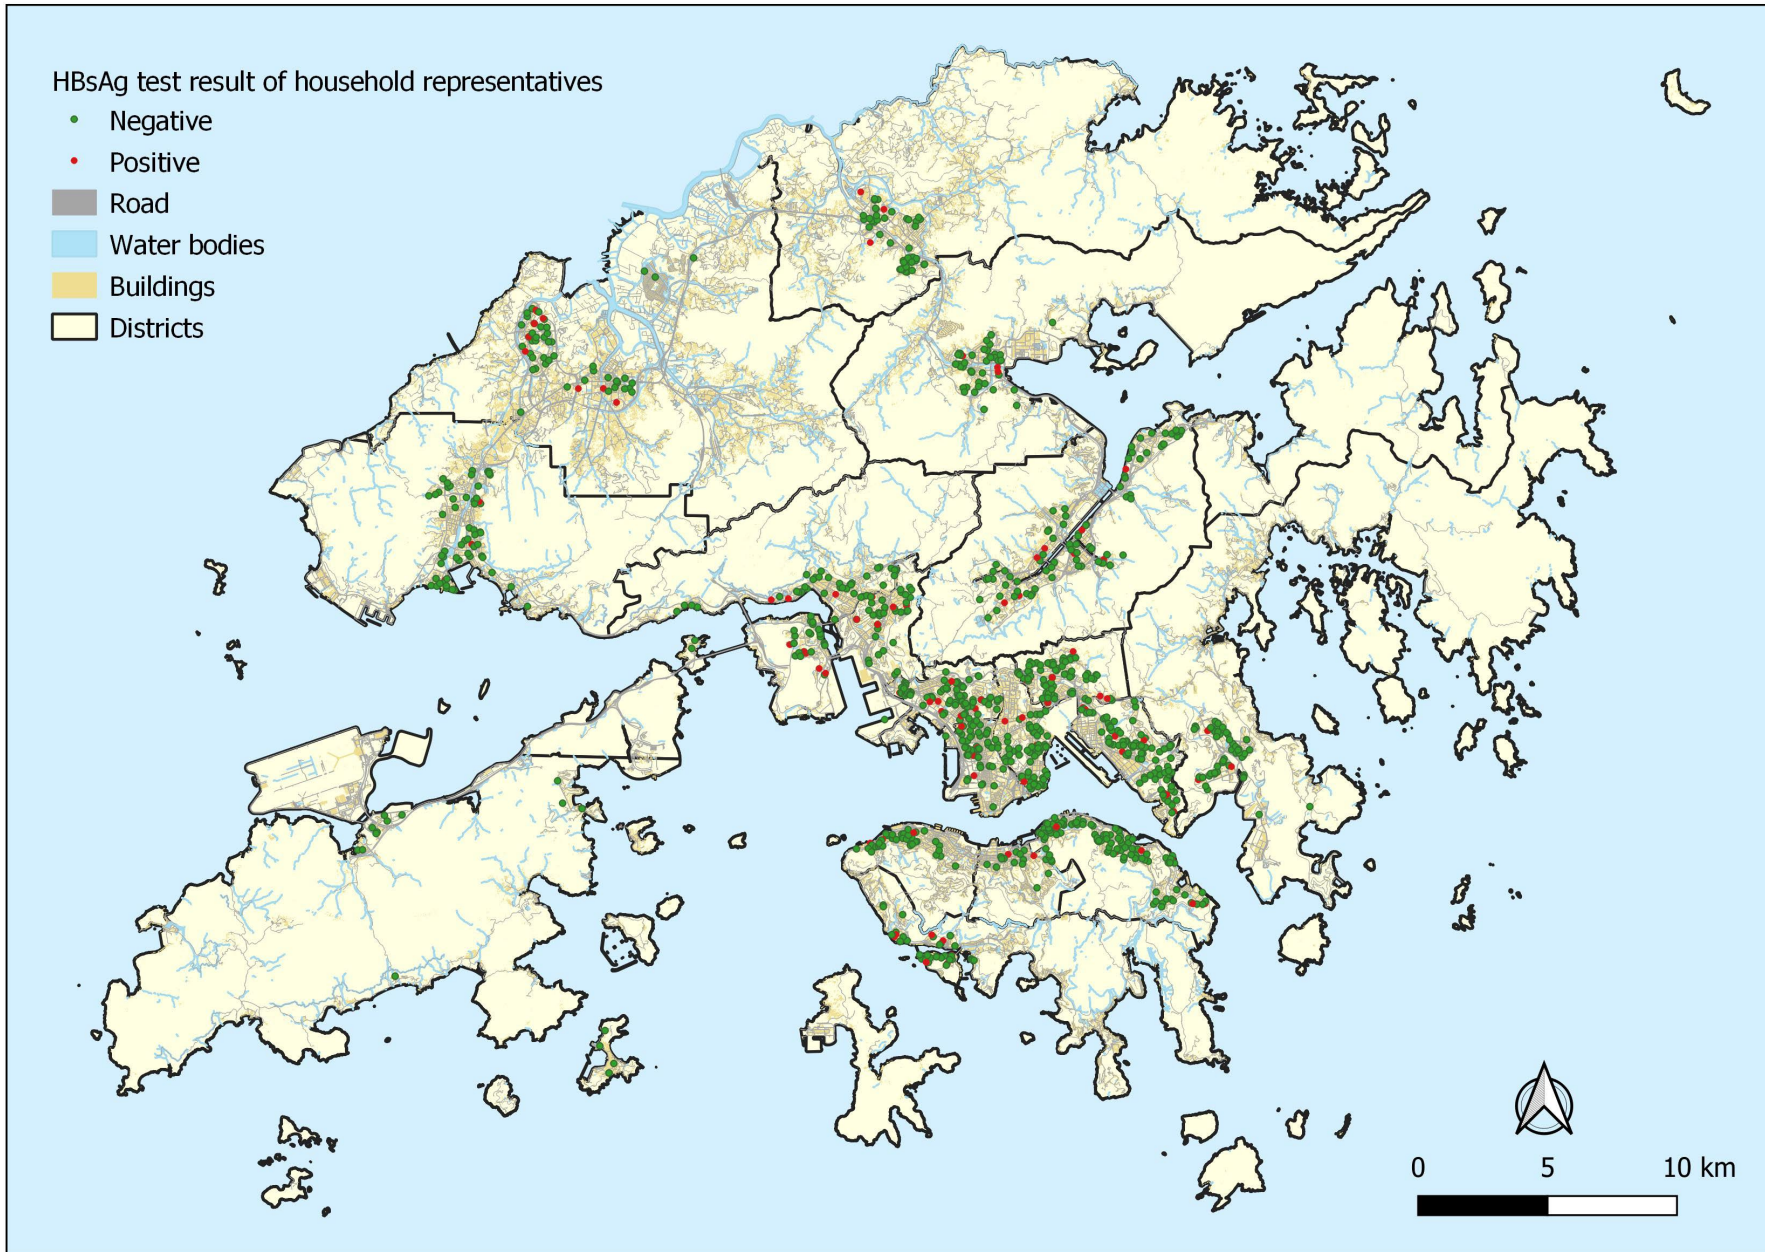 HBsAg test result of household representatives
Negative
Positive
Road
Water bodies
Buildings
Districts
0 5 10 km